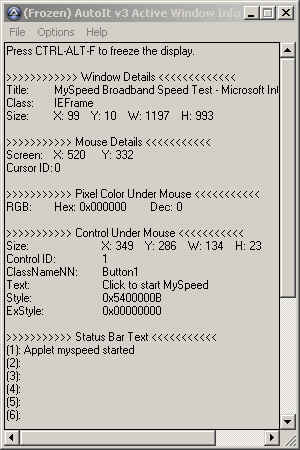 (Frozen) AutoIt v3 Active Window Info
File Options Help
Press CTRL-ALT-F to freeze the display.
>>>>>>>>>>>> Window Details <<<<<<<<<<<<<
Title: MySpeed Broadband Speed Test - Microsoft Int
Class: IEFrame
Size: X: 99 Y: 10 W: 1197 H: 993
>>>>>>>>>>> Mouse Details <<<<<<<<<<<
Screen: X: 520 Y: 332
Cursor ID: 0
>>>>>>>>>>> Pixel Color Under Mouse <<<<<<<<<<<
RGB: Hex: 0x000000 Dec: 0
>>>>>>>>>>> Control Under Mouse <<<<<<<<<<<
Size: X: 349 Y: 286 W: 134 H: 23
Control ID: 1
ClassNameNN: Button1
Text: Click to start MySpeed
Style: 0x5400000B
ExStyle: 0x00000000
>>>>>>>>>>> Status Bar Text <<<<<<<<<<<
(1): Applet myspeed started
(2):
(3):
(4):
(5):
(6):